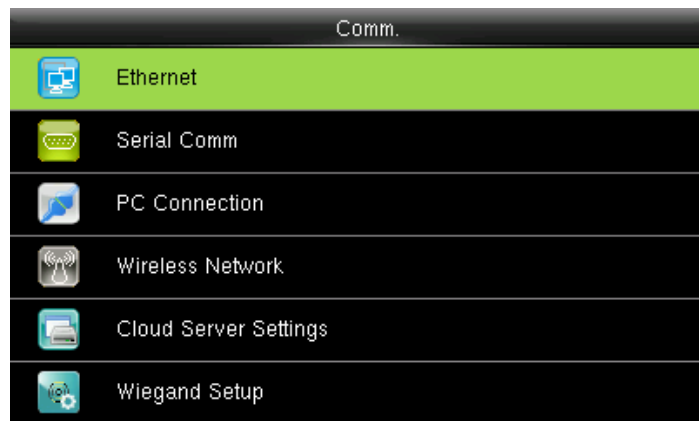 Comm.
Ethernet
Serial Comm
PC Connection
Wireless Network
Cloud Server Settings
Wiegand Setup